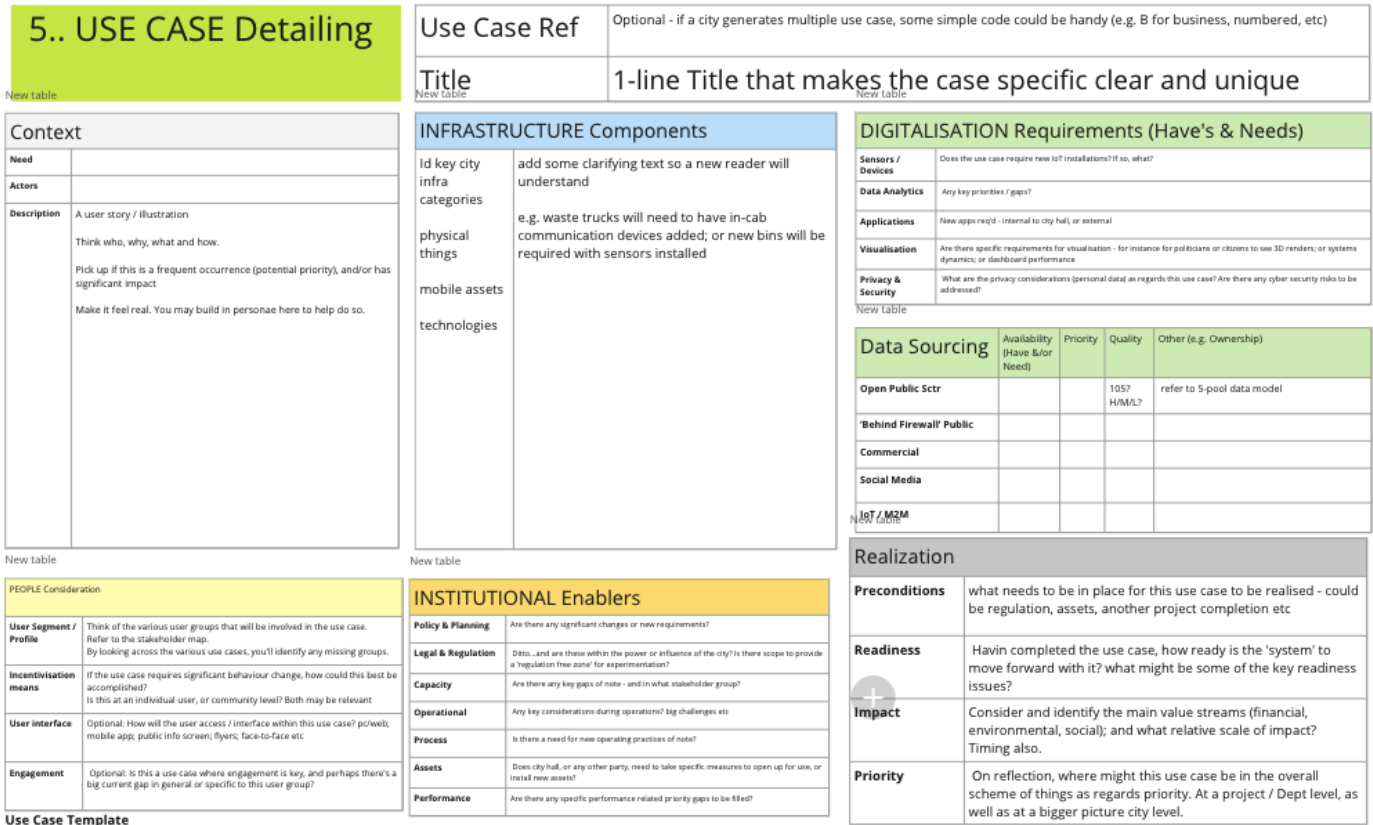 5.. USE CASE Detailing
New table
Use Case Ref
Optional - if a city generates multiple use case, some simple code could be handy (e.g. B for business, numbered, etc)
Title
1-line Title that makes the case specific clear and unique
New table
New table
Context
Need
Actors
Description
A user story / illustration
Think who, why, what and how.
Pick up if this is a frequent occurrence (potential priority), and/or has
significant impact
Make it feel real. You may build in personae here to help do so.
New table
INFRASTRUCTURE Components
Id key city
infra
categories
physical
things
mobile assets
technologies
add some clarifying text so a new reader will
understand
e.g. waste trucks will need to have in-cab
communication devices added; or new bins will be
required with sensors installed
New table
DIGITALISATION Requirements (Have's & Needs)
Sensors /
Devices
Does the use case require new IoT installations? If so, what?
Data Analytics
Any key priorities / gaps?
Applications
New apps req'd - internal to city hall, or external
Visualisation
Are there specific requirements for visualisation - for instance for politicians or citizens to see 3D renders; or systems
dynamics; or dashboard performance
Privacy &
Security
What are the privacy considerations (personal data) as regards this use case? Are there any cyber security risks to be
addressed?
New table
Data Sourcing
Availability
(Have &/or
Need)
Priority
Quality
Other (e.g. Ownership)
Open Public Sctr
105?
H/M/L?
refer to 5-pool data model
'Behind Firewall' Public
Commercial
Social Media
IoT / M2M
New table
PEOPLE Consideration
User Segment /
Profile
Think of the various user groups that will be involved in the use case.
Refer to the stakeholder map.
By looking across the various use cases, you'll identify any missing groups.
Incentivisation
means
If the use case requires significant behaviour change, how could this best be
accomplished?
Is this at an individual user, or community level? Both may be relevant
User interface
Optional: How will the user access / interface within this use case? pc/web;
mobile app; public info screen; flyers; face-to-face etc
Engagement
Optional: Is this a use case where engagement is key, and perhaps there's a
big current gap in general or specific to this user group?
Use Case Template
INSTITUTIONAL Enablers
Policy & Planning
Are there any significant changes or new requirements?
Legal & Regulation
Ditto...and are these within the power or influence of the city? Is there scope to provide
a 'regulation free zone' for experimentation?
Capacity
Are there any key gaps of note - and in what stakeholder group?
Operational
Any key considerations during operations? big challenges etc
Process
Is there a need for new operating practices of note?
Assets
Does city hall, or any other party, need to take specific measures to open up for use, or
install new assets?
Performance
Are there any specific performance related priority gaps to be filled?
Realization
Preconditions
what needs to be in place for this use case to be realised - could
be regulation, assets, another project completion etc
Readiness
Havin completed the use case, how ready is the 'system' to
move forward with it? what might be some of the key readiness
issues?
Impact
Consider and identify the main value streams (financial,
environmental, social); and what relative scale of impact?
Timing also.
Priority
On reflection, where might this use case be in the overall
scheme of things as regards priority. At a project / Dept level, as
well as at a bigger picture city level.